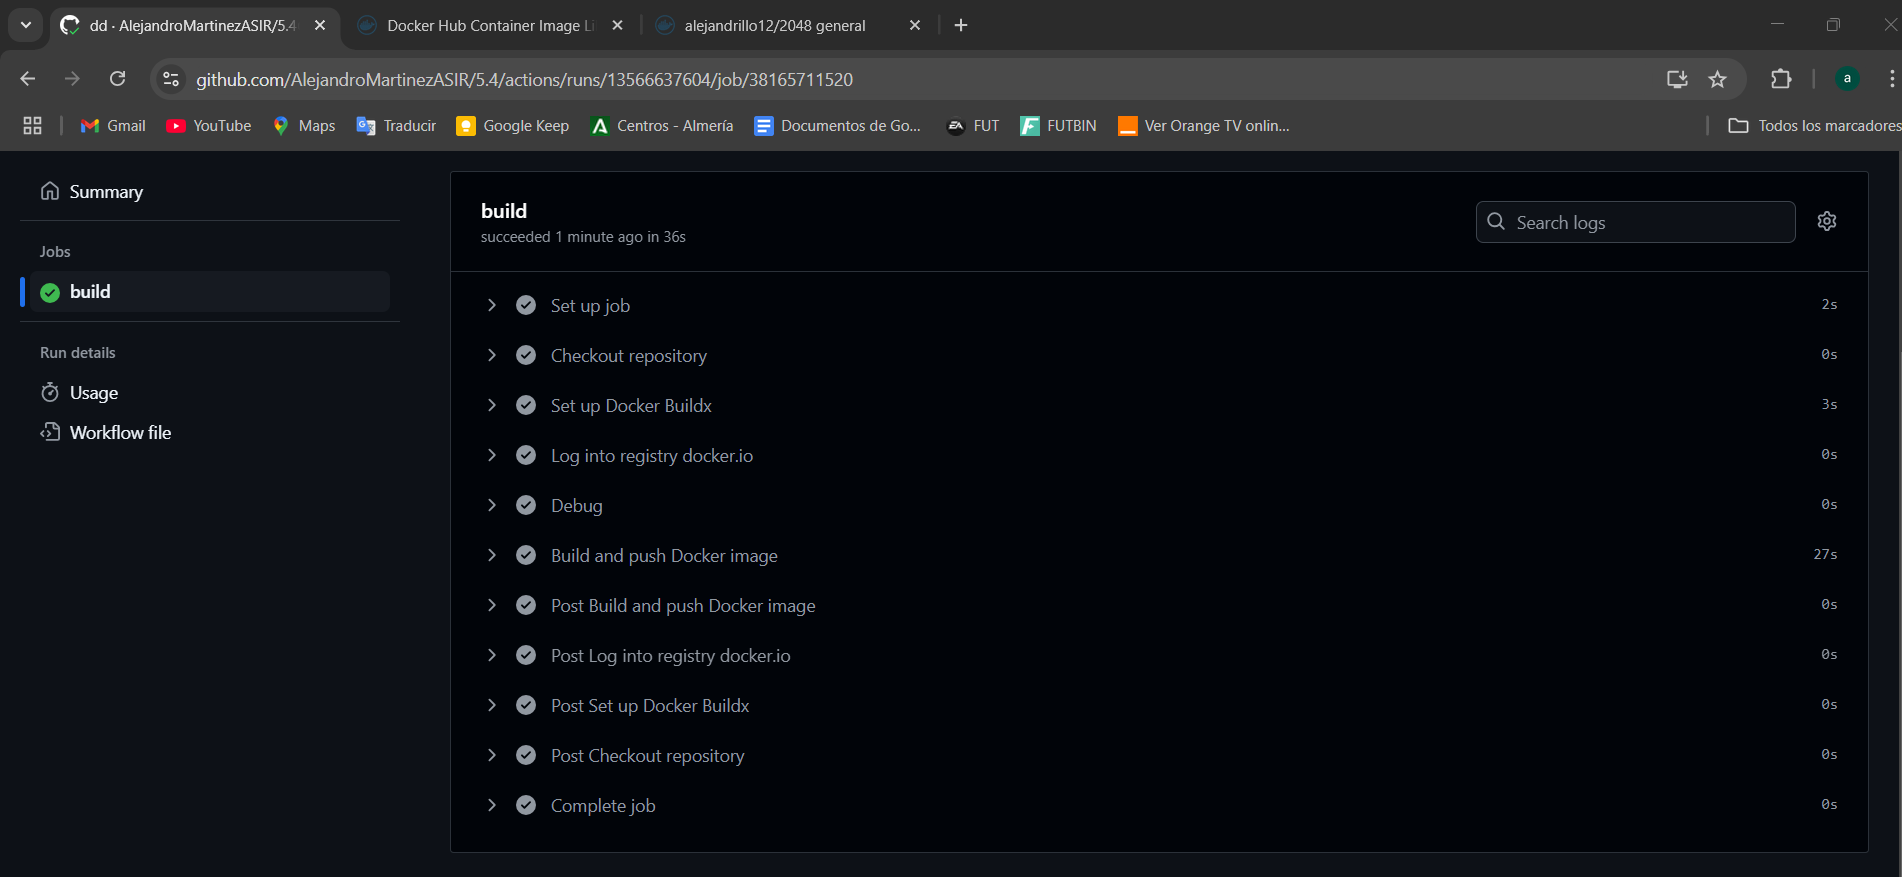 dd · AlejandroMartinezASIR/5.4
Docker Hub Container Image Li
alejandrillo12/2048 general
github.com/AlejandroMartinezASIR/5.4/actions/runs/13566637604/job/38165711520
a
Gmail
YouTube
Maps
Traducir
Google Keep
Centros - Almería
Documentos de Go...
FUT
FUTBIN
Ver Orange TV onlin...
Todos los marcadores
Summary
Jobs
build
Run details
Usage
Workflow file
build
succeeded 1 minute ago in 36s
Search logs
Set up job 2s
Checkout repository 0s
Set up Docker Buildx 3s
Log into registry docker.io 0s
Debug 0s
Build and push Docker image 27s
Post Build and push Docker image 0s
Post Log into registry docker.io 0s
Post Set up Docker Buildx 0s
Post Checkout repository 0s
Complete job 0s